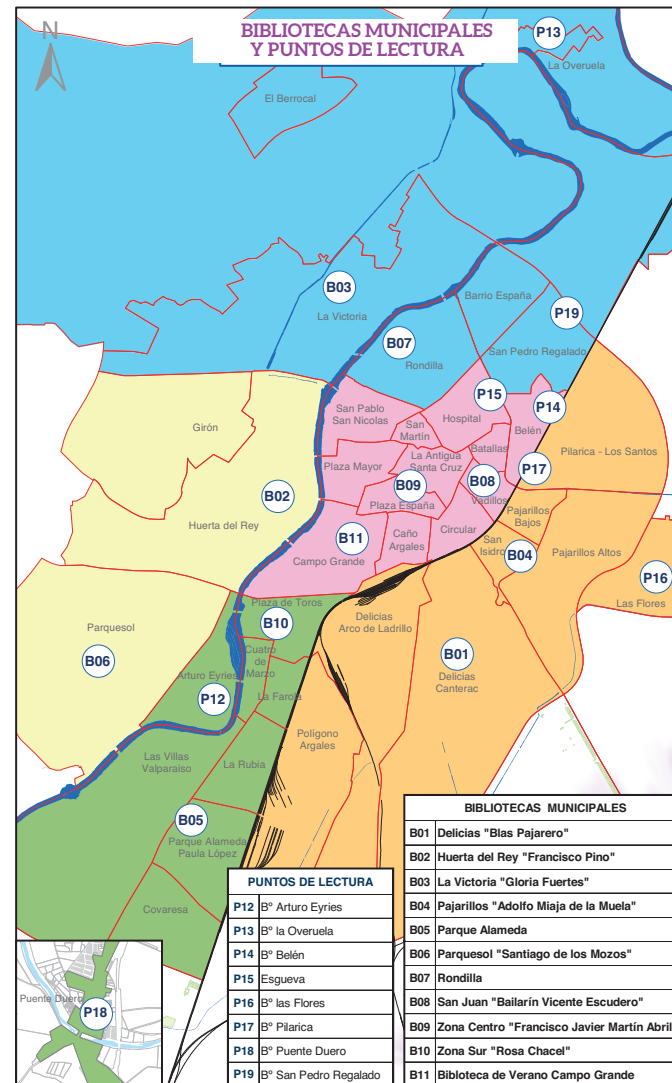 BIBLIOTECAS MUNICIPALES
Y PUNTOS DE LECTURA
N
P13
La Overuela
El Berrocal
B03
La Victoria
Barrio España
P19
B07
Rondilla
San Pedro Regalado
P15
P14
San Pablo
San Nicolas
San
Martín
Hospital
Belén
Girón
Batallas
Pilarica - Los Santos
La Antigua
Santa Cruz
Plaza Mayor
P17
B09
B08
B02
Plaza España
Vadillos
Pajarillos
Bajos
Huerta del Rey
B11
Caño
Argales
Circular
San
Isidro
B04
Pajarillos Altos
Campo Grande
P16
Las Flores
Plaza de Toros
B10
Delicias
Arco de Ladrillo
Parquesol
B06
Cuatro
de
Marzo
B01
Delicias
Canterac
Arturo Eyries
P12
La Farola
Polígono
Argales
Las Villas
Valparaiso
La Rubia
B05
Parque Alameda
Paula López
Covaresa
Puente Duero
P18
PUNTOS DE LECTURA
P12 Bº Arturo Eyries
P13 Bº la Overuela
P14 Bº Belén
P15 Esgueva
P16 Bº las Flores
P17 Bº Pilarica
P18 Bº Puente Duero
P19 Bº San Pedro Regalado
BIBLIOTECAS MUNICIPALES
B01 Delicias "Blas Pajarero"
B02 Huerta del Rey "Francisco Pino"
B03 La Victoria "Gloria Fuertes"
B04 Pajarillos "Adolfo Miaja de la Muela"
B05 Parque Alameda
B06 Parquesol "Santiago de los Mozos"
B07 Rondilla
B08 San Juan "Bailarín Vicente Escudero"
B09 Zona Centro "Francisco Javier Martín Abril
B10 Zona Sur "Rosa Chacel"
B11 Bibloteca de Verano Campo Grande